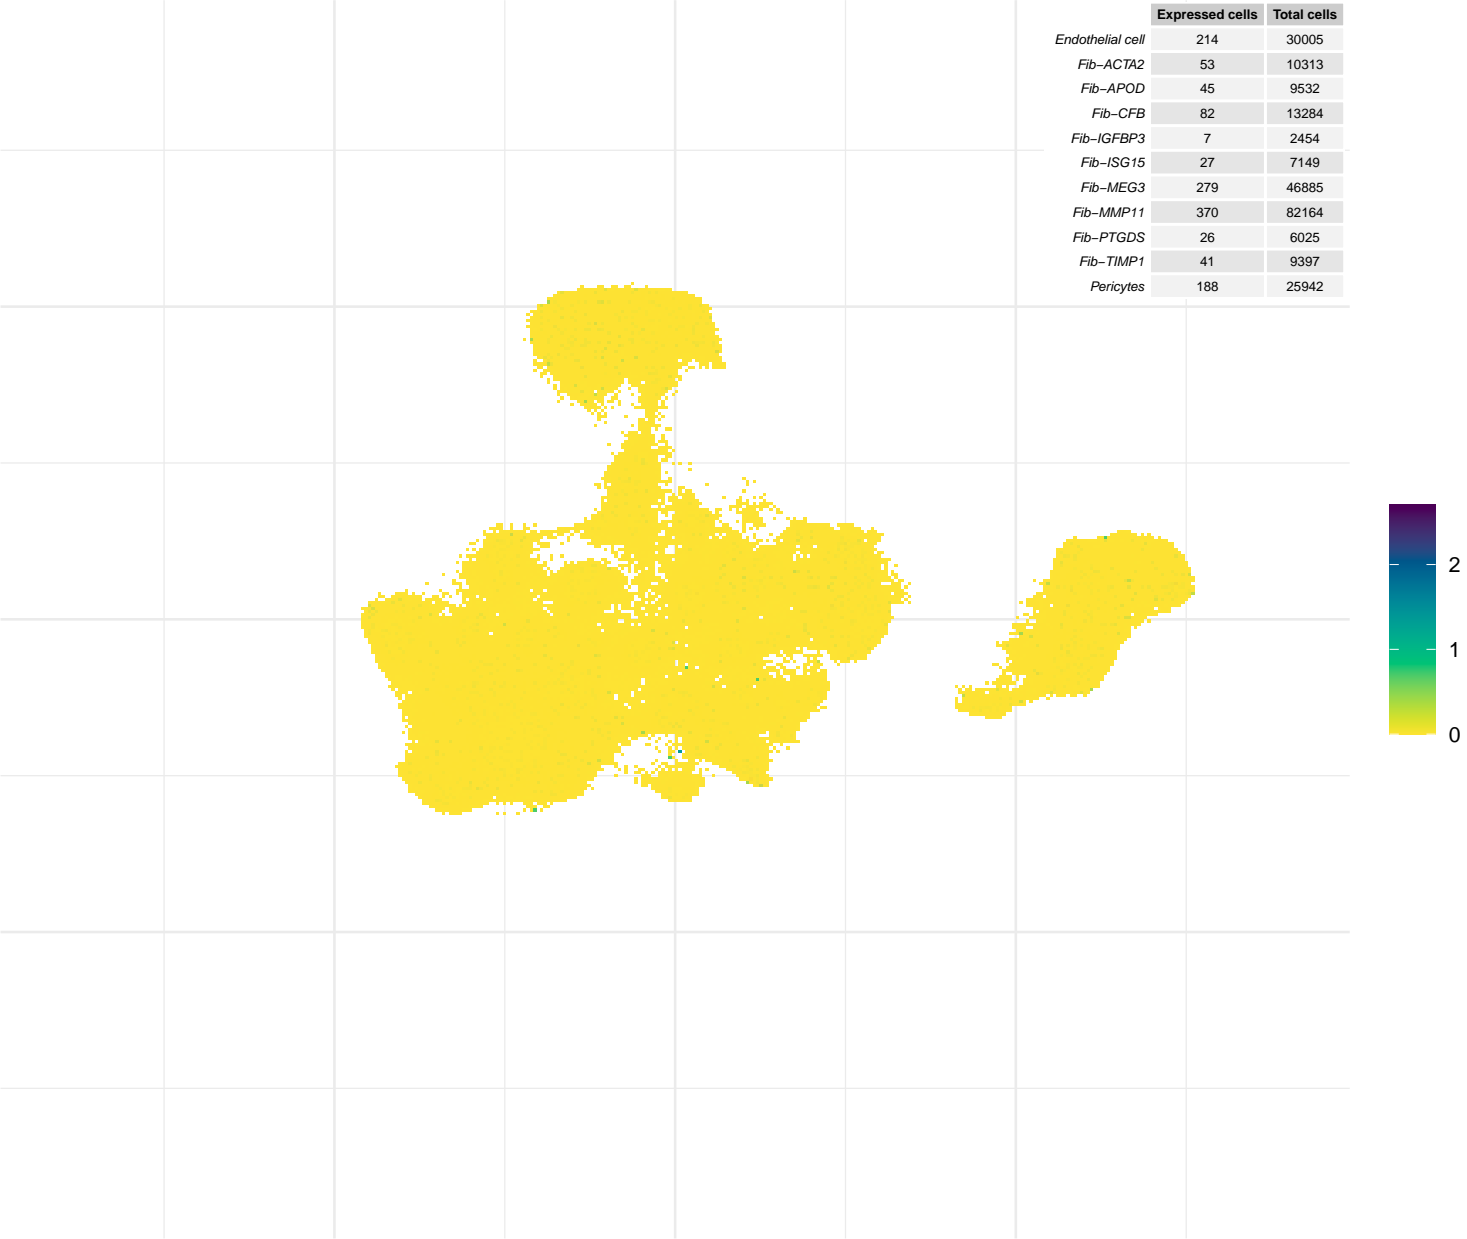 Expressed cells Total cells
Endothelial cell 214 30005
Fib−ACTA2 53 10313
Fib−APOD 45 9532
Fib−CFB 82 13284
Fib−IGFBP3 7 2454
Fib−ISG15 27 7149
Fib−MEG3 279 46885
Fib−MMP11 370 82164
Fib−PTGDS 26 6025
Fib−TIMP1 41 9397
Pericytes 188 25942
2
1
0